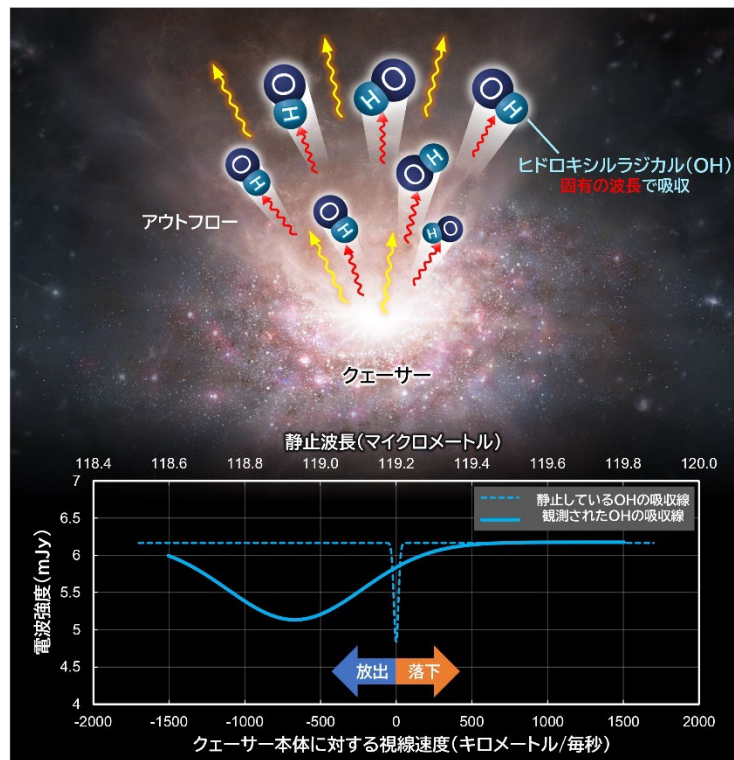 O H
O H
O H
O H
ヒドロキシルラジカル(OH)
固有の波長で吸収
O H
O H
アウトフロー
O H
H O
クェーサー
静止波長(マイクロメートル)
118.4 118.6 118.8 119.0 119.2 119.4 119.6 119.8 120.0
静止しているOHの吸収線
観測されたOHの吸収線
電波強度(mJy)
7
6.5
6
5.5
5
4.5
4
放出 落下
-2000 -1500 -1000 -500 0 500 1000 1500 2000
クェーサー本体に対する視線速度(キロメートル/毎秒)